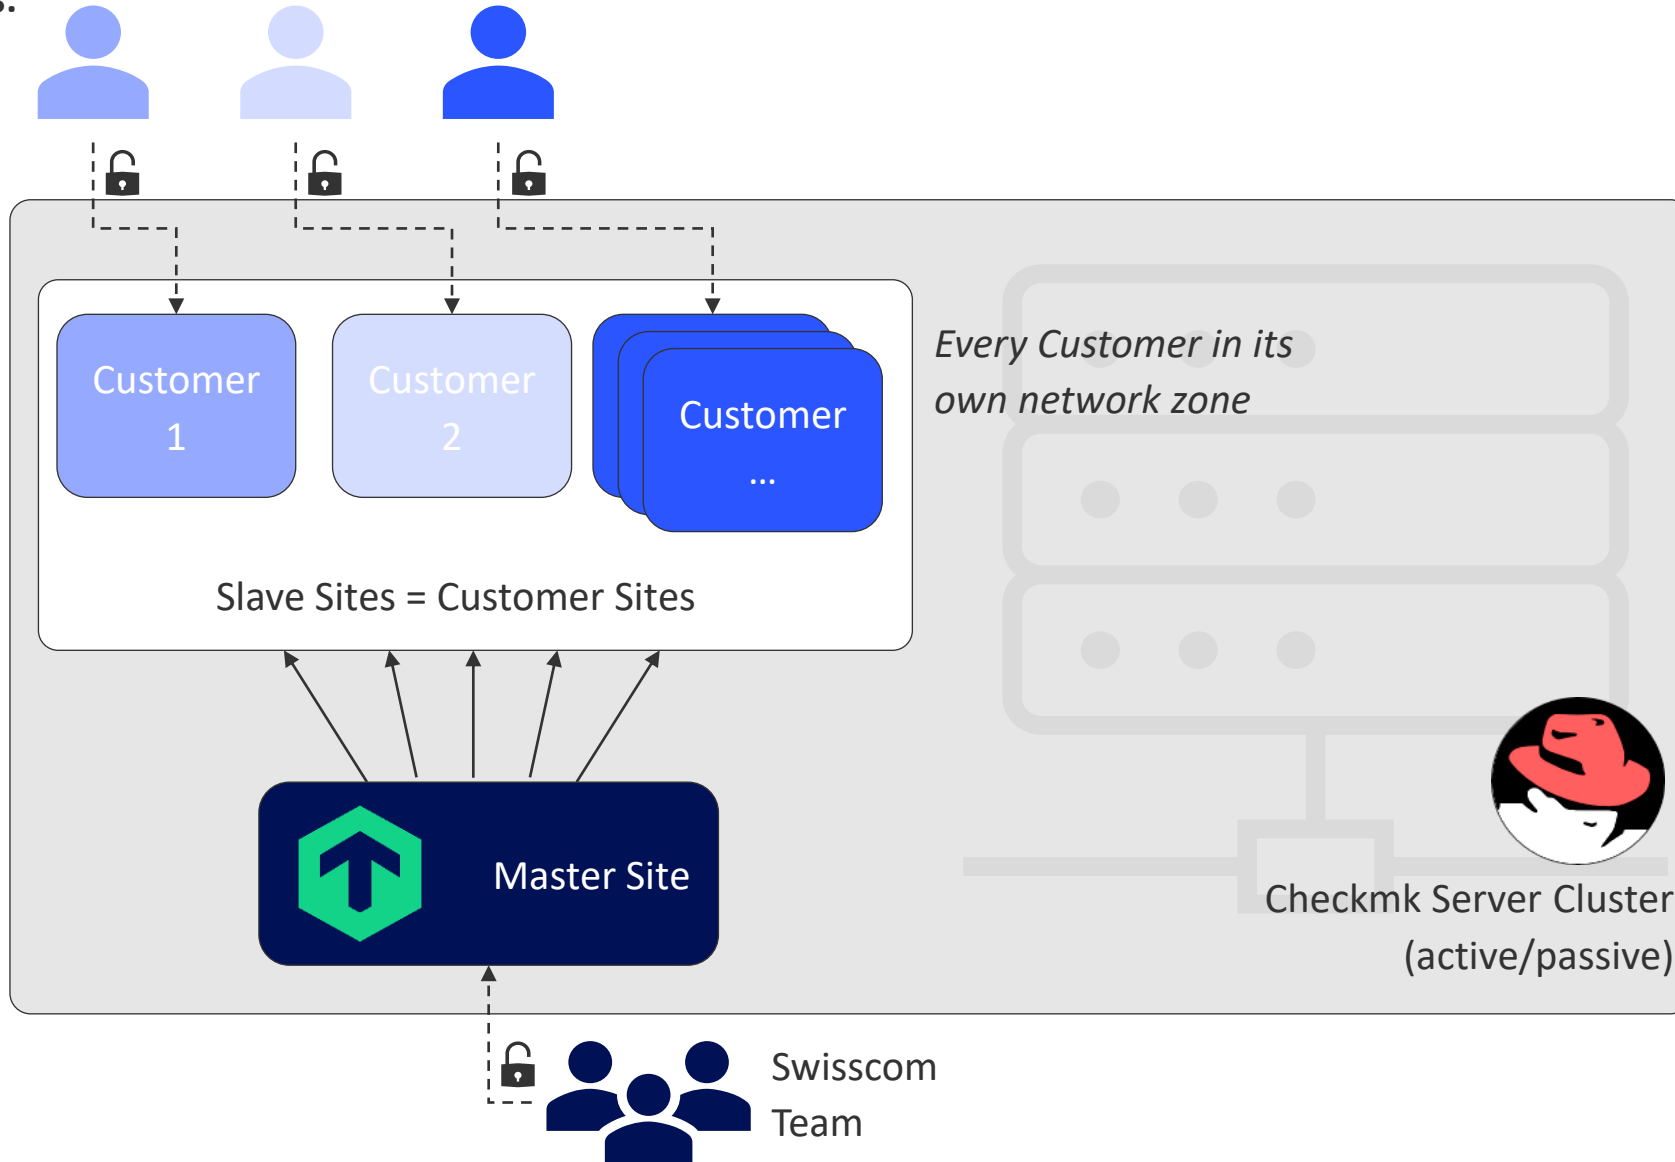 Customer
1
Customer
2
Customer
...
Every Customer in its
own network zone
Slave Sites = Customer Sites
Master Site
Checkmk Server Cluster
(active/passive)
Swisscom
Team